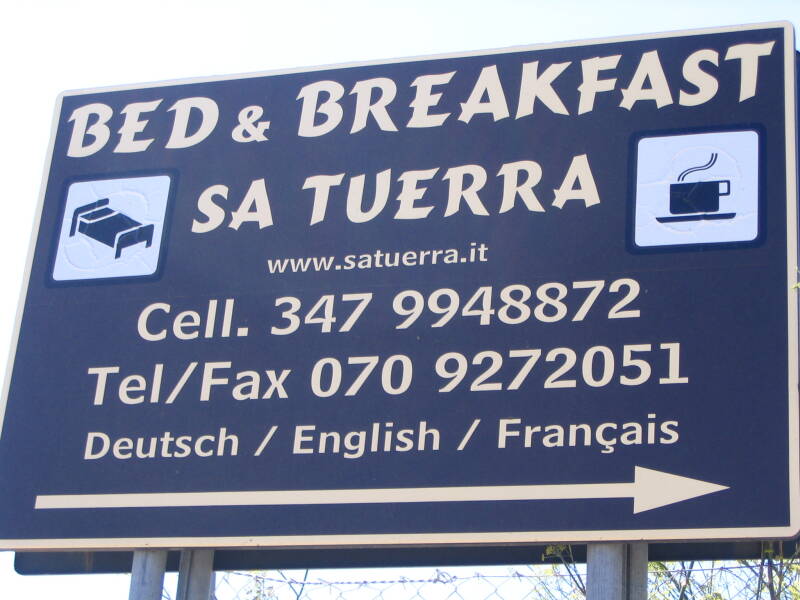 BED & BREAKFAST
SA TUERRA
www.satuerra.it
Cell. 347 9948872
Tel/Fax 070 9272051
Deutsch / English / Français